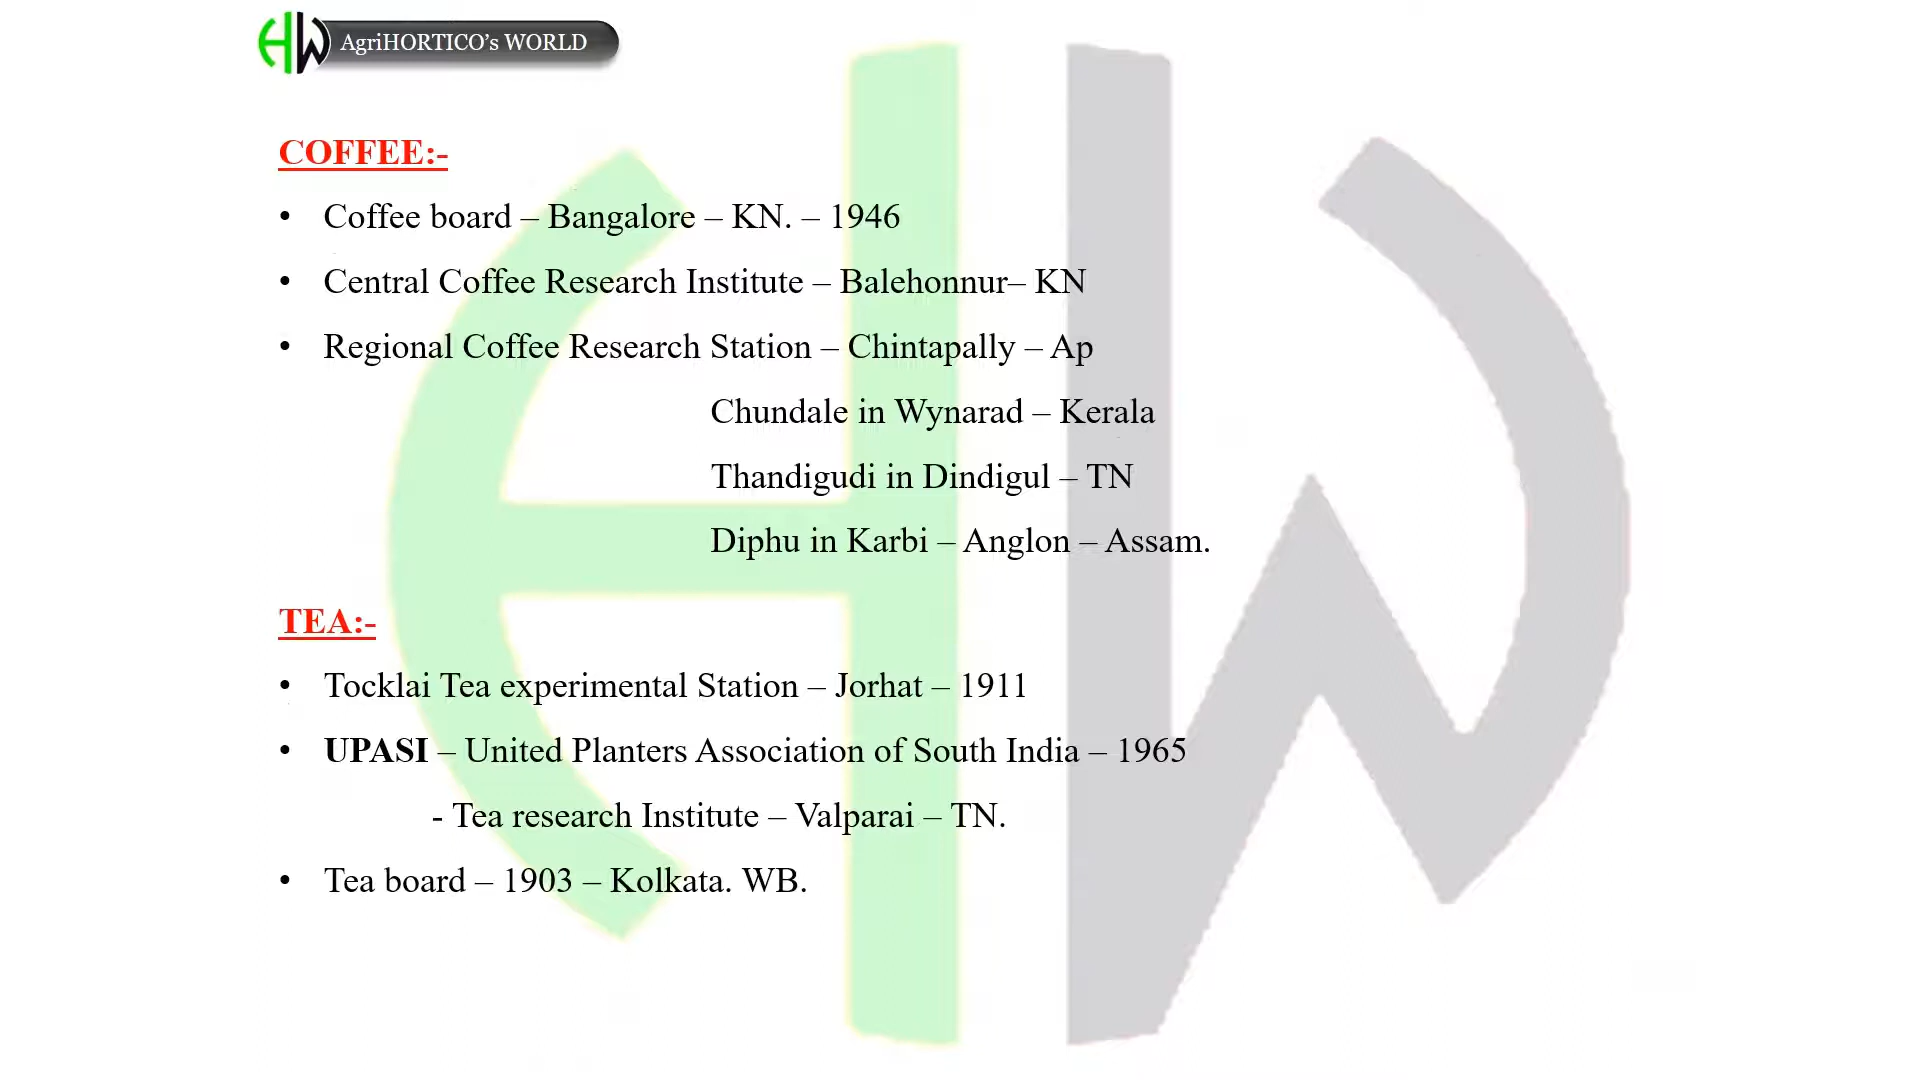 AgriHORTICO's WORLD
COFFEE:-
• Coffee board – Bangalore – KN. – 1946
• Central Coffee Research Institute – Balehonnur– KN
• Regional Coffee Research Station – Chintapally – Ap
Chundale in Wynarad – Kerala
Thandigudi in Dindigul – TN
Diphu in Karbi – Anglon – Assam.
TEA:-
• Tocklai Tea experimental Station – Jorhat – 1911
• UPASI – United Planters Association of South India – 1965
- Tea research Institute – Valparai – TN.
• Tea board – 1903 – Kolkata. WB.